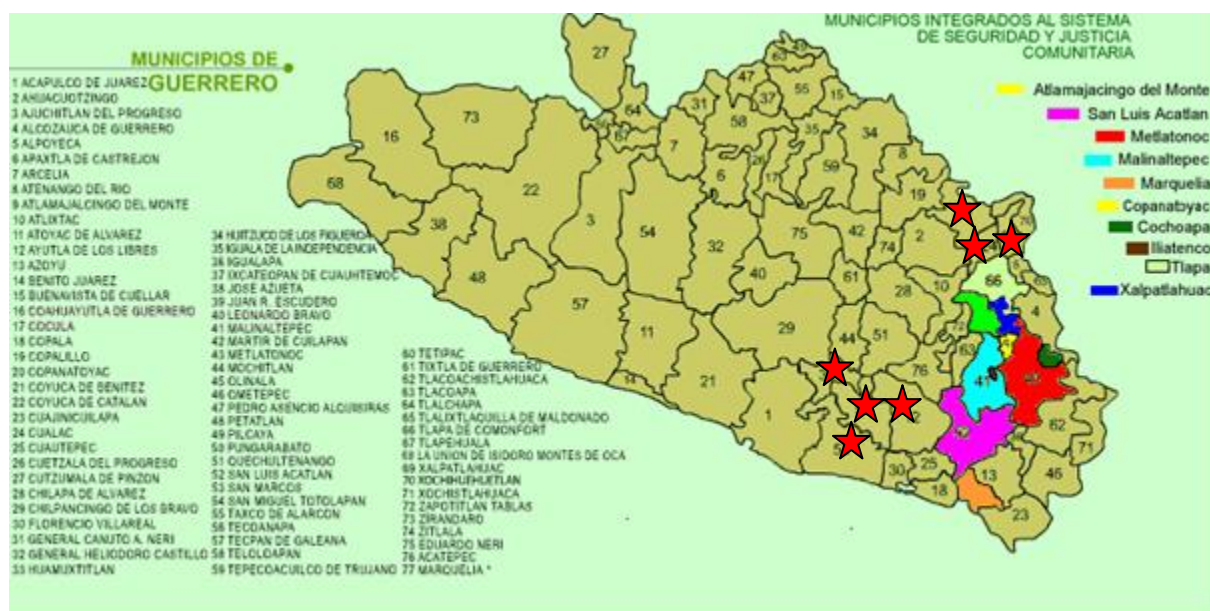 MUNICIPIOS DE
GUERRERO
1 ACAPULCO DE JUAREZ
2 AHUACUOTZINGO
3 AJUCHITLAN DEL PROGRESO
4 ALCOZAUCA DE GUERRERO
5 ALPOYECA
6 APAXTLA DE CASTREJON
7 ARCELIA
8 ATENANGO DEL RIO
9 ATLAMAJALCINGO DEL MONTE
10 ATLIXTAC
11 ATOYAC DE ALVAREZ
12 AYUTLA DE LOS LIBRES
13 AZOYU
14 BENITO JUAREZ
15 BUENAVISTA DE CUELLAR
16 COAHUAYUTLA DE GUERRERO
17 COCULA
18 COPALA
19 COPALILLO
20 COPANATOYAC
21 COYUCA DE BENITEZ
22 COYUCA DE CATALAN
23 CUAJINICUILAPA
24 CUALAC
25 CUAUTEPEC
26 CUETZALA DEL PROGRESO
27 CUTZUMALA DE PINZON
28 CHILAPA DE ALVAREZ
29 CHILPANCINGO DE LOS BRAVO
30 FLORENCIO VILLAREAL
31 GENERAL CANUTO A. NERI
32 GENERAL HELIODORO CASTILLO
33 HUAMUXTITLAN
34 HUITZUCO DE LOS FIGUEROA
35 IGUALA DE LA INDEPENDENCIA
36 IGUALAPA
37 IXCATEOPAN DE CUAUHTEMOC
38 JOSE AZUETA
39 JUAN R. ESCUDERO
40 LEONARDO BRAVO
41 MALINALTEPEC
42 MARTIR DE CUILAPAN
43 METLATONOC
44 MOCHITLAN
45 OLINALA
46 OMETEPEC
47 PEDRO ASENCIO ALQUISIRAS
48 PETATLAN
49 PILCAYA
50 PUNGARABATO
51 QUECHULTENANGO
52 SAN LUIS ACATLAN
53 SAN MARCOS
54 SAN MIGUEL TOTOLAPAN
55 TAXCO DE ALARCON
56 TECOANAPA
57 TECPAN DE GALEANA
58 TELOLOAPAN
59 TEPECOACUILCO DE TRUJANO
60 TETIPAC
61 TIXTLA DE GUERRERO
62 TLACOACHISTLAHUACA
63 TLACOAPA
64 TLALCHAPA
65 TLALIXTLAQUILLA DE MALDONADO
66 TLAPA DE COMONFORT
67 TLAPEHUALA
68 LA UNION DE ISIDORO MONTES DE OCA
69 XALPATLAHUAC
70 XOCHIHUEHUETLAN
71 XOCHISTLAHUACA
72 ZAPOTITLAN TABLAS
73 ZIRANDARO
74 ZITLALA
75 EDUARDO NERI
76 ACATEPEC
77 MARQUELIA *
MUNICIPIOS INTEGRADOS AL SISTEMA
DE SEGURIDAD Y JUSTICIA
COMUNITARIA
Atlamajacingo del Monte
San Luis Acatlan
Metlatonoc
Malinaltepec
Marquelia
Copanatoyac
Cochoapa
Iliatenco
Tlapa
Xalpatlahuac
27
73
16
68
38
22
48
3
57
54
11
64
7
31
47
37
58
6
17
55
15
35
59
34
8
19
32
40
75
42
74
2
61
28
10
29
44
51
21
1
76
63
66
4
41
62
71
46
13
30
25
18
23